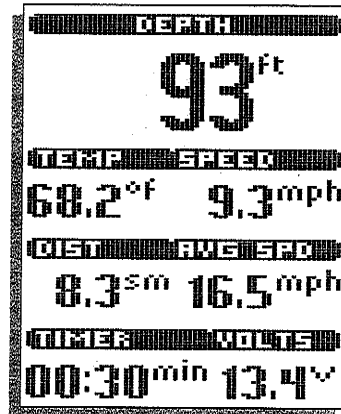 DEPTH
93ft
TEMP SPEED
68.2°F 9.3mph
DIST AVG SPD
8.3sm 16.5mph
TIMER VOLTS
00:30min 13.4v